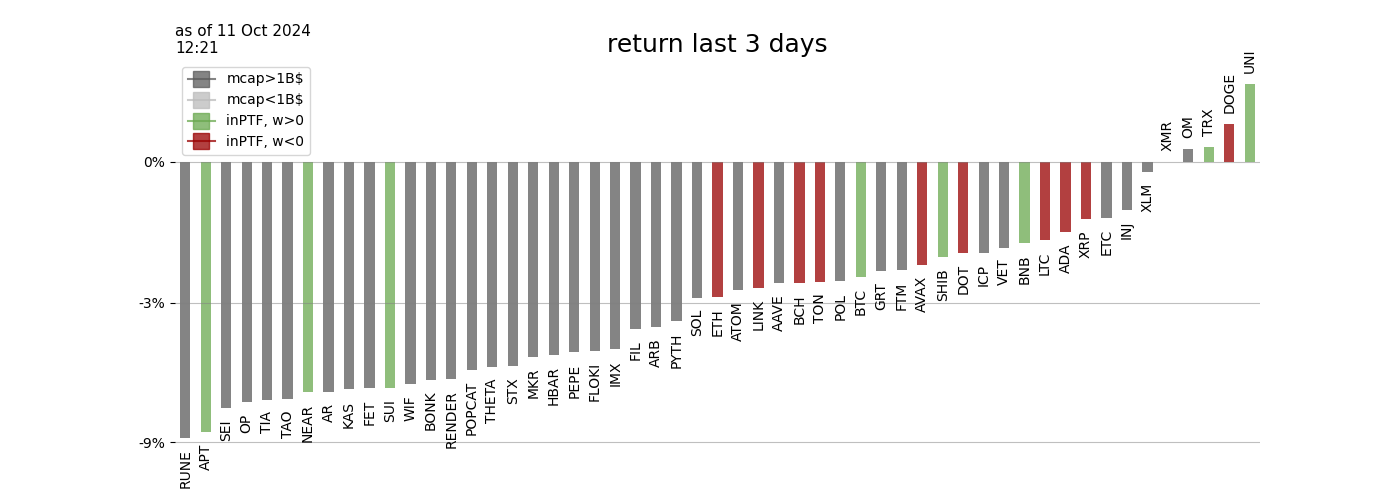 as of 11 Oct 2024
12:21
return last 3 days
mcap>1B$
mcap<1B$
inPTF, w>0
inPTF, w<0
0%
-3%
-9%
RUNE
APT
SEI
OP
TIA
TAO
NEAR
AR
KAS
FET
SUI
WIF
BONK
RENDER
POPCAT
THETA
STX
MKR
HBAR
PEPE
FLOKI
IMX
FIL
ARB
PYTH
SOL
ETH
ATOM
LINK
AAVE
BCH
TON
POL
BTC
GRT
FTM
AVAX
SHIB
DOT
ICP
VET
BNB
LTC
ADA
XRP
ETC
INJ
XLM
XMR
OM
TRX
DOGE
UNI